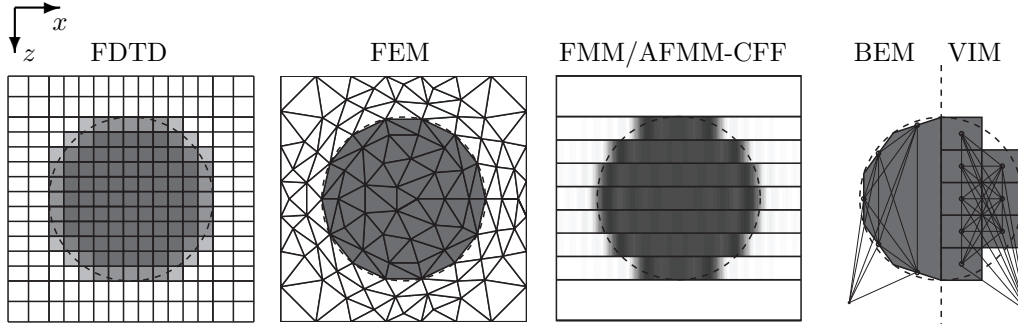 x
z
FDTD
FEM
FMM/AFMM-CFF
BEM
VIM